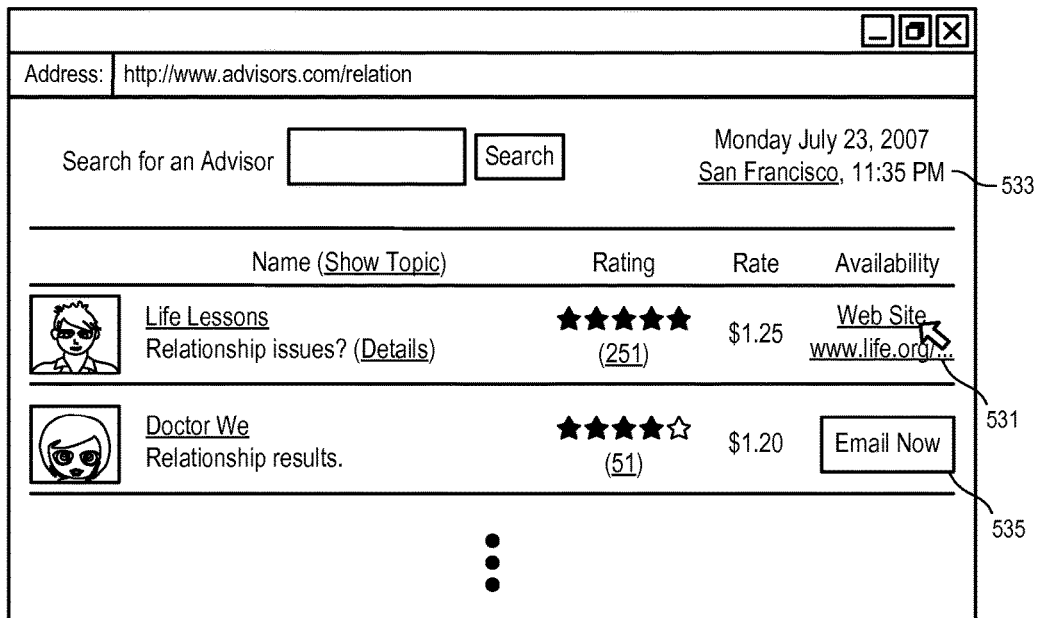 Address: http://www.advisors.com/relation
Search for an Advisor Search
Monday July 23, 2007
San Francisco, 11:35 PM
533
Name (Show Topic) Rating Rate Availability
Life Lessons
Relationship issues? (Details)
(251)
$1.25
Web Site
www.life.org/...
531
Doctor We
Relationship results.
(51)
$1.20
Email Now
535